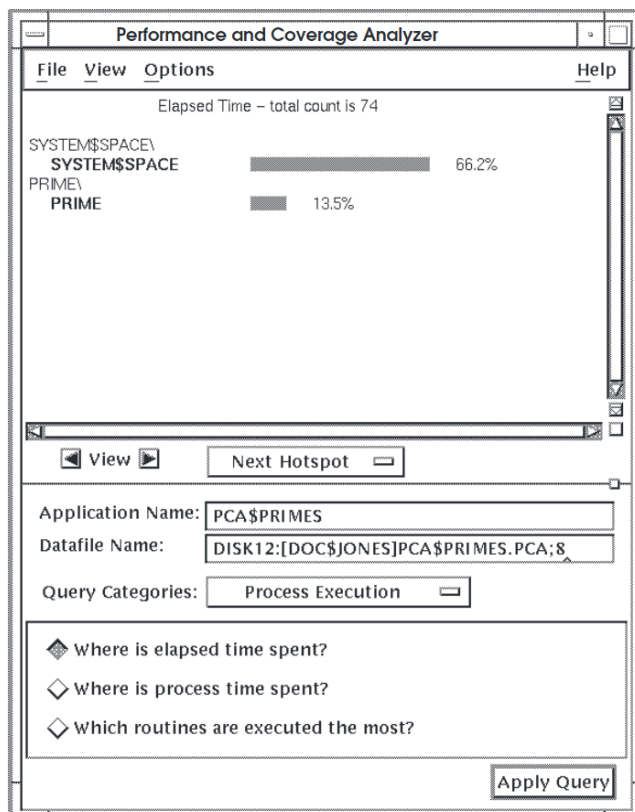 Performance and Coverage Analyzer
File View Options Help
Elapsed Time – total count is 74
SYSTEM$SPACE\
SYSTEM$SPACE 66.2%
PRIME\
PRIME 13.5%
View Next Hotspot
Application Name: PCA$PRIMES
Datafile Name: DISK12:[DOC$JONES]PCA$PRIMES.PCA;8
Query Categories: Process Execution
Where is elapsed time spent?
Where is process time spent?
Which routines are executed the most?
Apply Query